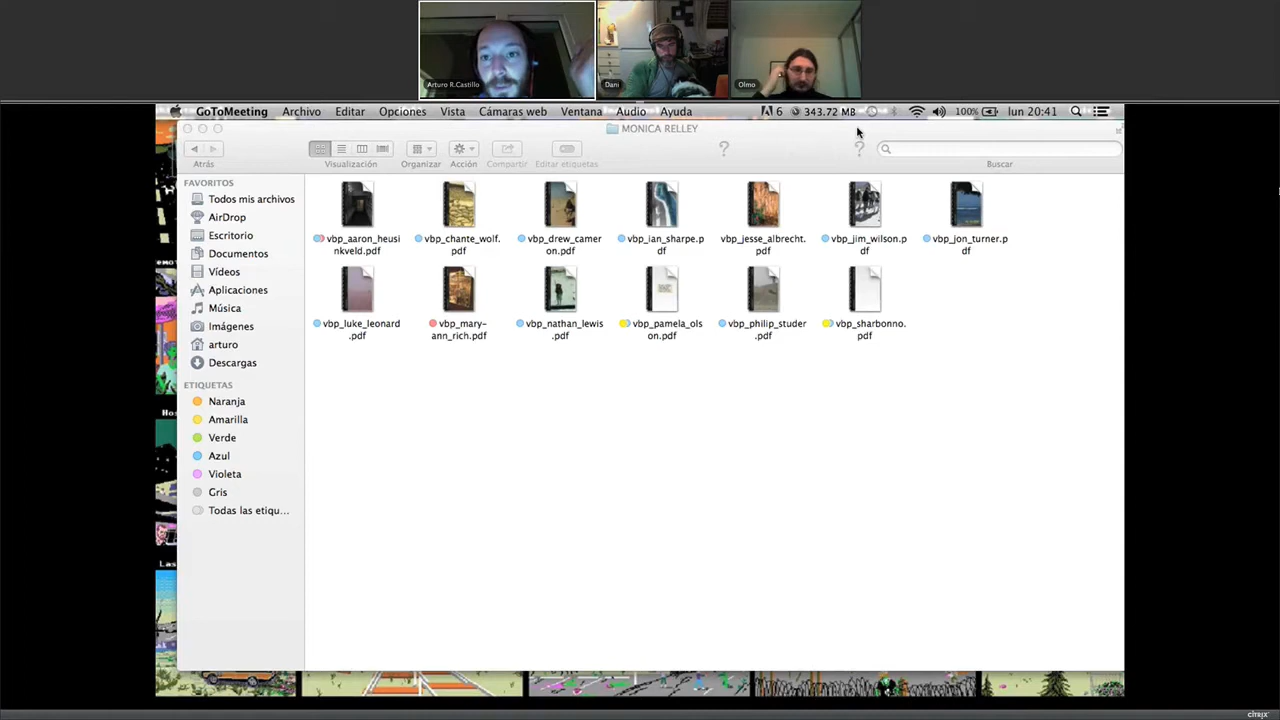 Arturo R.Castillo
Dani
Olmo
GoToMeeting Archivo Editar Opciones Vista Cámaras web Ventana Audio Ayuda 6 343.72 MB 100% lun 20:41
MONICA RELLEY
Atrás Visualización Organizar Acción Compartir Editar etiquetas ? ? Buscar
FAVORITOS
Todos mis archivos
AirDrop
Escritorio
Documentos
Vídeos
Aplicaciones
Música
Imágenes
arturo
Descargas
ETIQUETAS
Naranja
Amarilla
Verde
Azul
Violeta
Gris
Todas las etiqu...
vbp_aaron_heusi
nkveld.pdf
vbp_chante_wolf.
pdf
vbp_drew_camer
on.pdf
vbp_ian_sharpe.p
df
vbp_jesse_albrecht.
pdf
vbp_jim_wilson.p
df
vbp_jon_turner.p
df
vbp_luke_leonard
.pdf
vbp_mary-
ann_rich.pdf
vbp_nathan_lewis
.pdf
vbp_pamela_ols
on.pdf
vbp_philip_studer
.pdf
vbp_sharbonno.
pdf
citrix